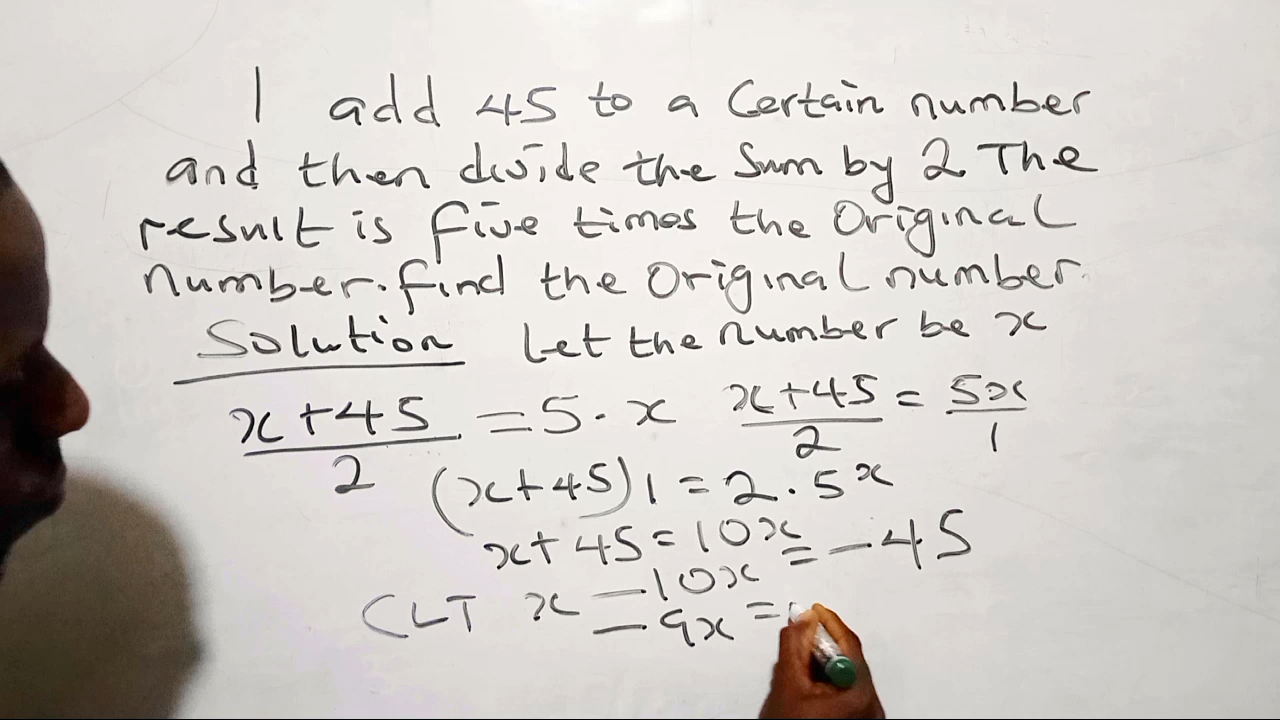 I add 45 to a Certain number
and then divide the Sum by 2 The
result is five times the Original
Number. find the Original number.
Solution Let the number be x
x+45/2 = 5·x x+45/2 = 5x/1
(x+45)1 = 2·5x
x+45 = 10x
CLT x - 10x = -45
-9x =